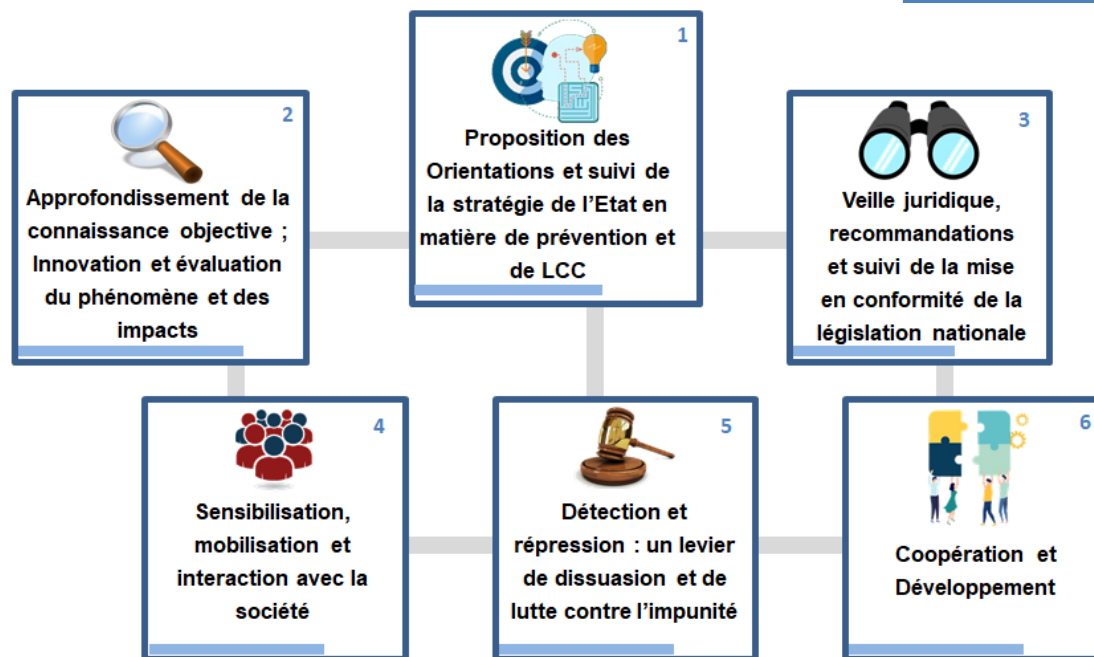 1
Proposition des
Orientations et suivi de
la stratégie de l'Etat en
matière de prévention et
de LCC
2
Approfondissement de la
connaissance objective ;
Innovation et évaluation
du phénomène et des
impacts
3
Veille juridique,
recommandations
et suivi de la mise
en conformité de la
législation nationale
4
Sensibilisation,
mobilisation et
interaction avec la
société
5
Détection et
répression : un levier
de dissuasion et de
lutte contre l'impunité
6
Coopération et
Développement